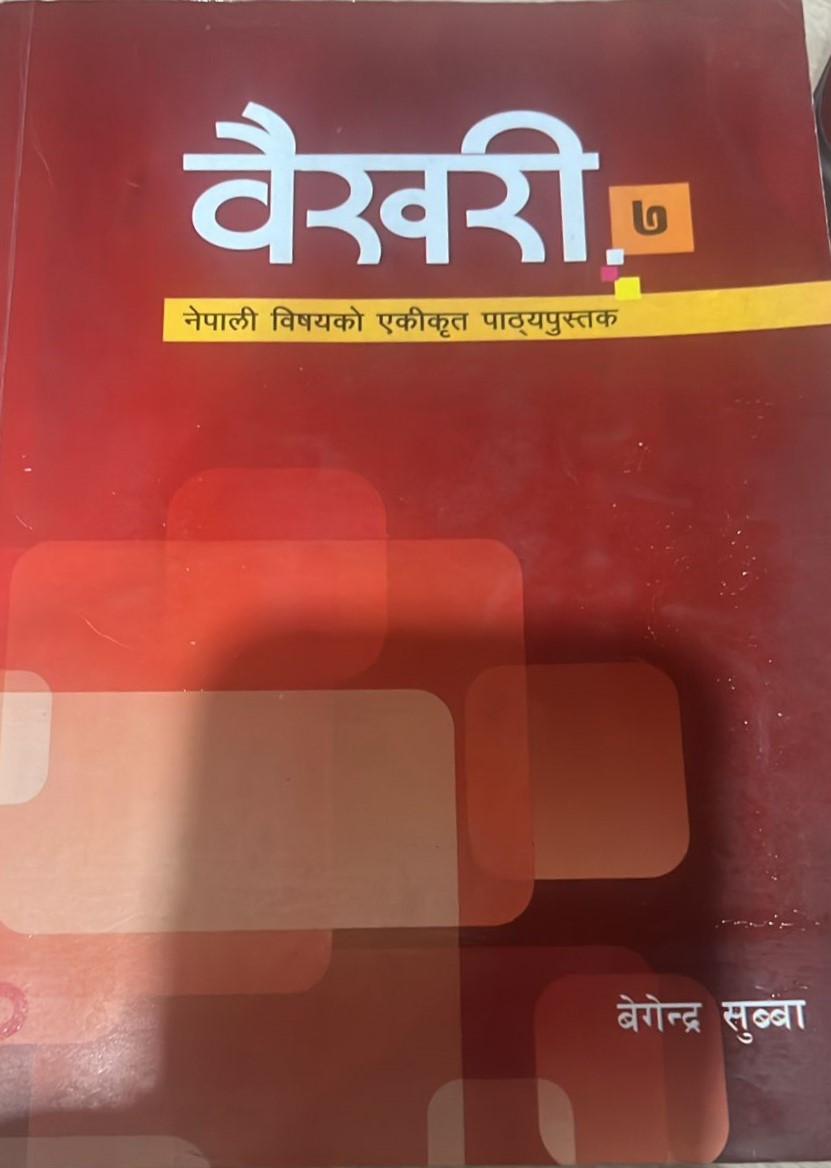 वैखरी ७
नेपाली विषयको एकीकृत पाठ्यपुस्तक
बेगेन्द्र सुब्बा